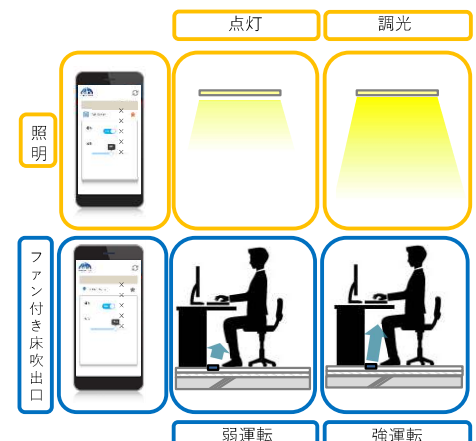 点灯
調光
照明
ファン付き床吹出口
弱運転
強運転